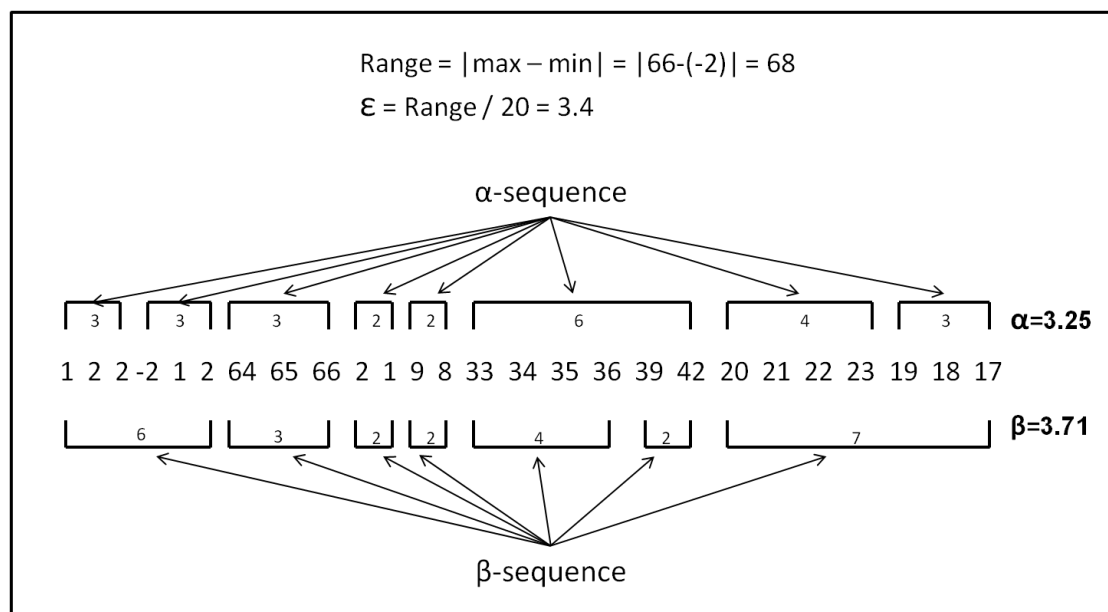 Range = |max – min| = |66-(-2)| = 68
ε = Range / 20 = 3.4
α-sequence
3 3 3 2 2 6 4 3 α=3.25
1 2 2 -2 1 2 64 65 66 2 1 9 8 33 34 35 36 39 42 20 21 22 23 19 18 17
6 3 2 2 4 2 7 β=3.71
β-sequence